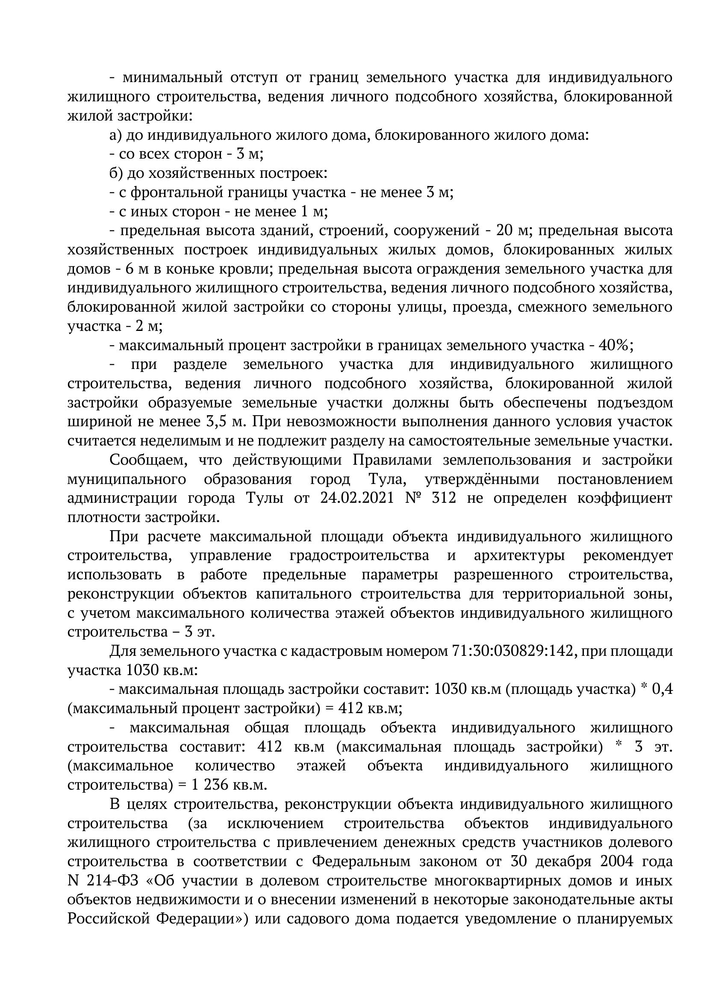 - минимальный отступ от границ земельного участка для индивидуального
жилищного строительства, ведения личного подсобного хозяйства, блокированной
жилой застройки:
а) до индивидуального жилого дома, блокированного жилого дома:
- со всех сторон - 3 м;
б) до хозяйственных построек:
- с фронтальной границы участка - не менее 3 м;
- с иных сторон - не менее 1 м;
- предельная высота зданий, строений, сооружений - 20 м; предельная высота
хозяйственных построек индивидуальных жилых домов, блокированных жилых
домов - 6 м в коньке кровли; предельная высота ограждения земельного участка для
индивидуального жилищного строительства, ведения личного подсобного хозяйства,
блокированной жилой застройки со стороны улицы, проезда, смежного земельного
участка - 2 м;
- максимальный процент застройки в границах земельного участка - 40%;
- при разделе земельного участка для индивидуального жилищного
строительства, ведения личного подсобного хозяйства, блокированной жилой
застройки образуемые земельные участки должны быть обеспечены подъездом
шириной не менее 3,5 м. При невозможности выполнения данного условия участок
считается неделимым и не подлежит разделу на самостоятельные земельные участки.
Сообщаем, что действующими Правилами землепользования и застройки
муниципального образования город Тула, утверждёнными постановлением
администрации города Тулы от 24.02.2021 № 312 не определен коэффициент
плотности застройки.
При расчете максимальной площади объекта индивидуального жилищного
строительства, управление градостроительства и архитектуры рекомендует
использовать в работе предельные параметры разрешенного строительства,
реконструкции объектов капитального строительства для территориальной зоны,
с учетом максимального количества этажей объектов индивидуального жилищного
строительства – 3 эт.
Для земельного участка с кадастровым номером 71:30:030829:142, при площади
участка 1030 кв.м:
- максимальная площадь застройки составит: 1030 кв.м (площадь участка) * 0,4
(максимальный процент застройки) = 412 кв.м;
- максимальная общая площадь объекта индивидуального жилищного
строительства составит: 412 кв.м (максимальная площадь застройки) * 3 эт.
(максимальное количество этажей объекта индивидуального жилищного
строительства) = 1 236 кв.м.
В целях строительства, реконструкции объекта индивидуального жилищного
строительства (за исключением строительства объектов индивидуального
жилищного строительства с привлечением денежных средств участников долевого
строительства в соответствии с Федеральным законом от 30 декабря 2004 года
N 214-ФЗ «Об участии в долевом строительстве многоквартирных домов и иных
объектов недвижимости и о внесении изменений в некоторые законодательные акты
Российской Федерации») или садового дома подается уведомление о планируемых